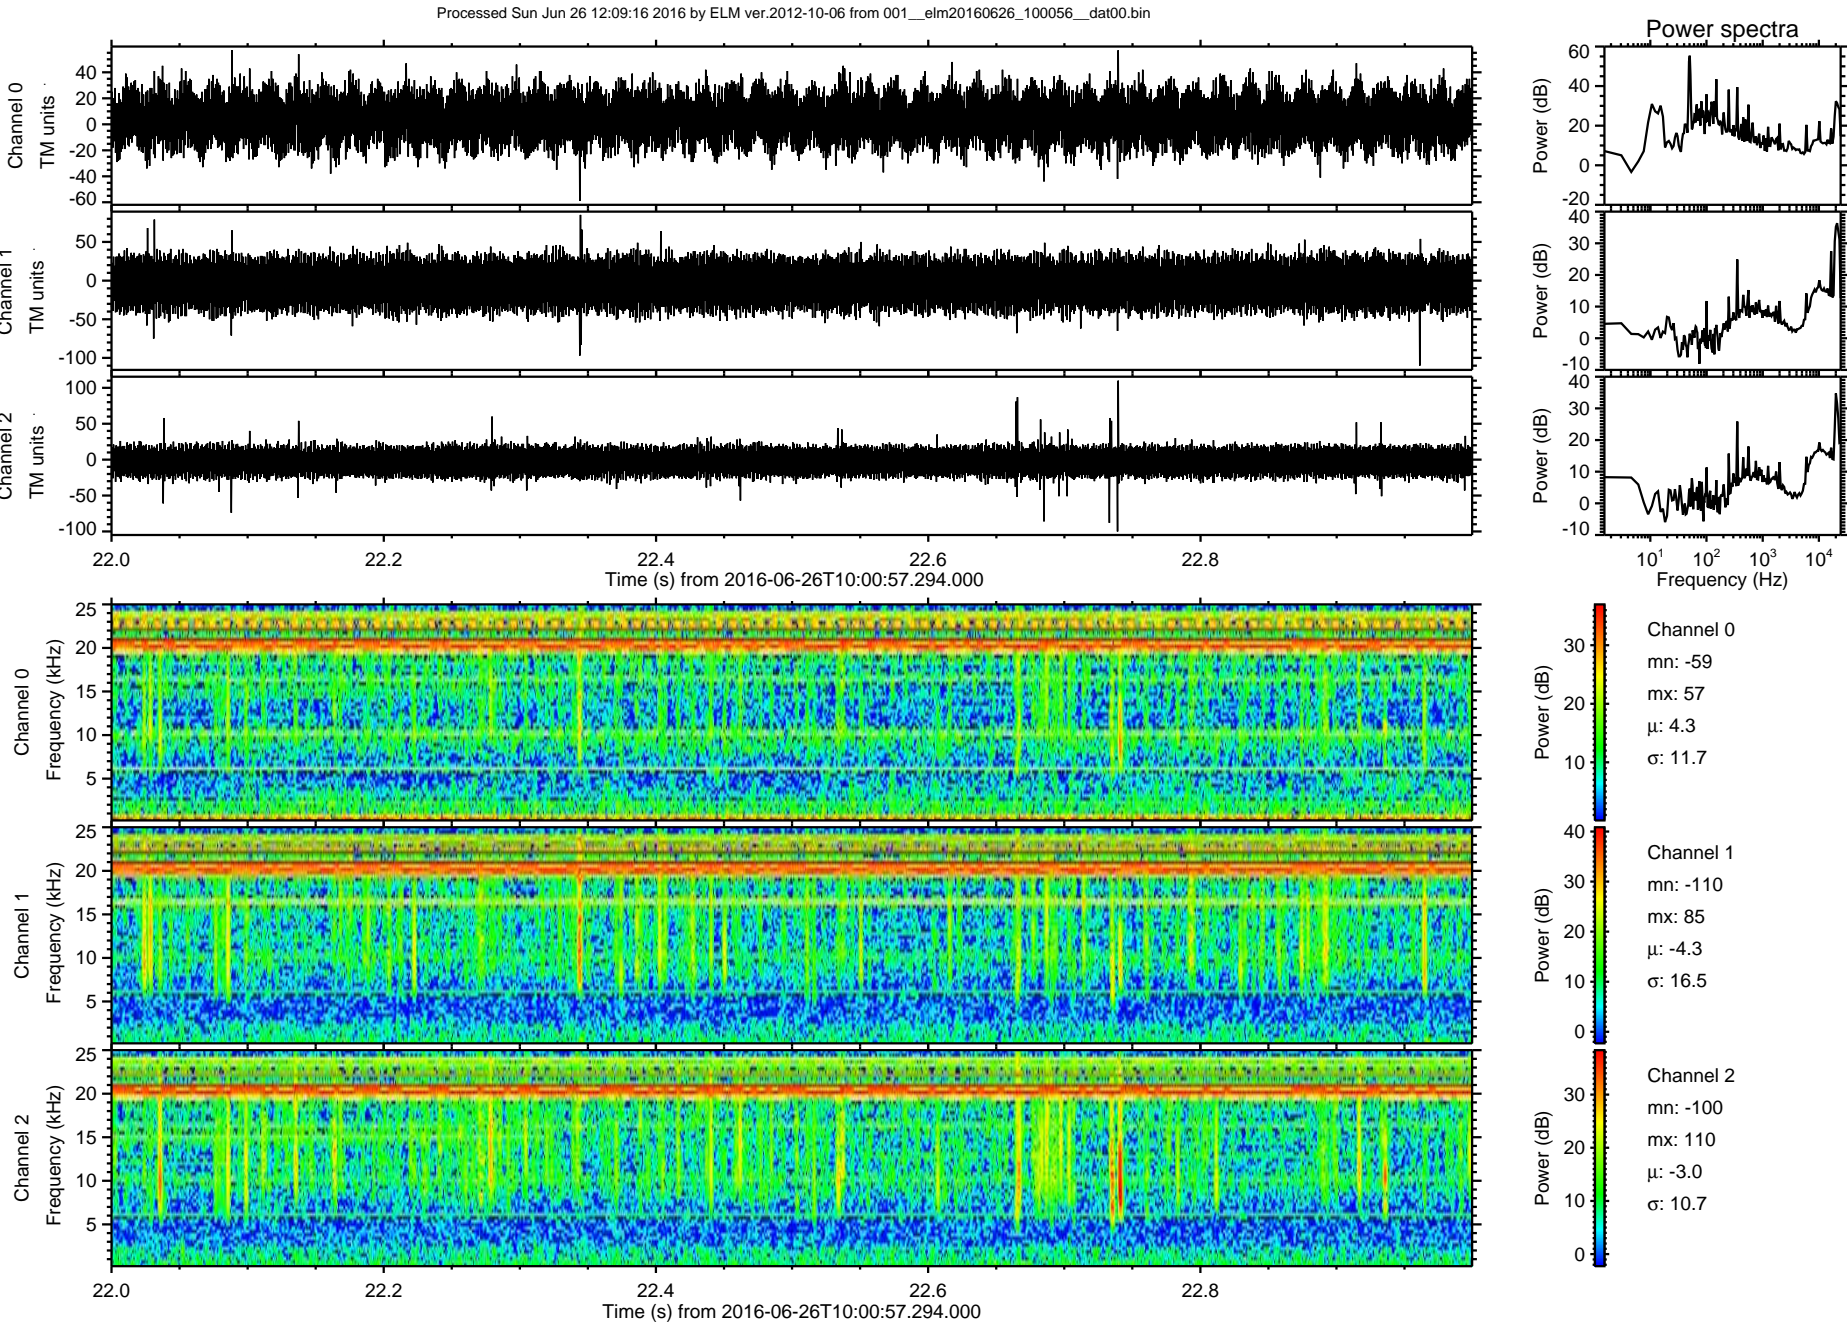 Processed Sun Jun 26 12:09:16 2016 by ELM ver.2012-10-06 from 001__elm20160626_100056__dat00.bin
Power spectra
Channel 0
TM units
40
20
0
-20
-40
-60
Power (dB)
60
40
20
0
-20
Channel 1
TM units
50
0
-50
-100
Power (dB)
40
30
20
10
0
-10
Channel 2
TM units
100
50
0
-50
-100
Power (dB)
40
30
20
10
0
-10
22.0 22.2 22.4 22.6 22.8
Time (s) from 2016-06-26T10:00:57.294.000
10^1 10^2 10^3 10^4
Frequency (Hz)
Channel 0
Frequency (kHz)
25
20
15
10
5
Power (dB)
30
20
10
Channel 0
mn: -59
mx: 57
μ: 4.3
σ: 11.7
Channel 1
Frequency (kHz)
25
20
15
10
5
Power (dB)
40
30
20
10
0
Channel 1
mn: -110
mx: 85
μ: -4.3
σ: 16.5
Channel 2
Frequency (kHz)
25
20
15
10
5
Power (dB)
30
20
10
0
Channel 2
mn: -100
mx: 110
μ: -3.0
σ: 10.7
22.0 22.2 22.4 22.6 22.8
Time (s) from 2016-06-26T10:00:57.294.000